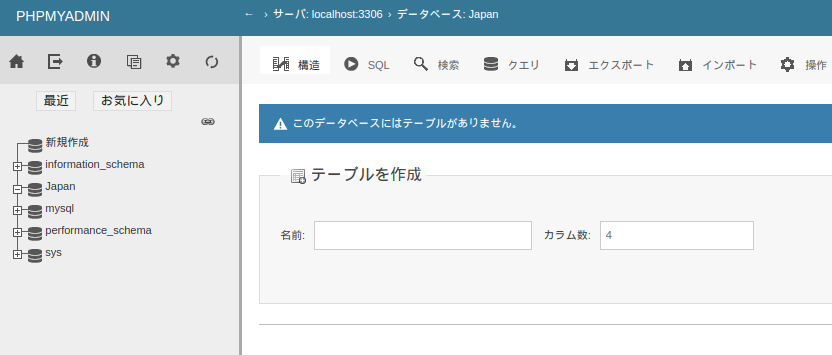 PHPMYADMIN
← › サーバ: localhost:3306 › データベース: Japan
構造 SQL 検索 クエリ エクスポート インポート 操作
最近 お気に入り
このデータベースにはテーブルがありません。
新規作成
information_schema
Japan
mysql
performance_schema
sys
テーブルを作成
名前: カラム数: 4